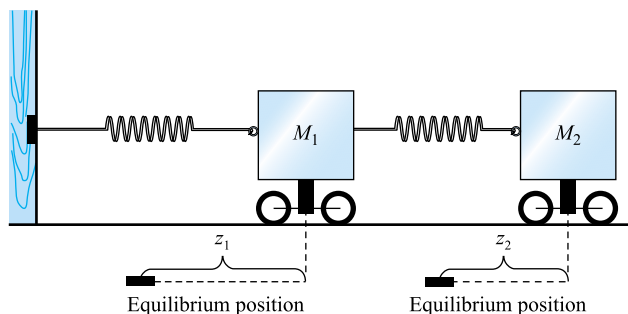 M₁
M₂
z₁
z₂
Equilibrium position
Equilibrium position